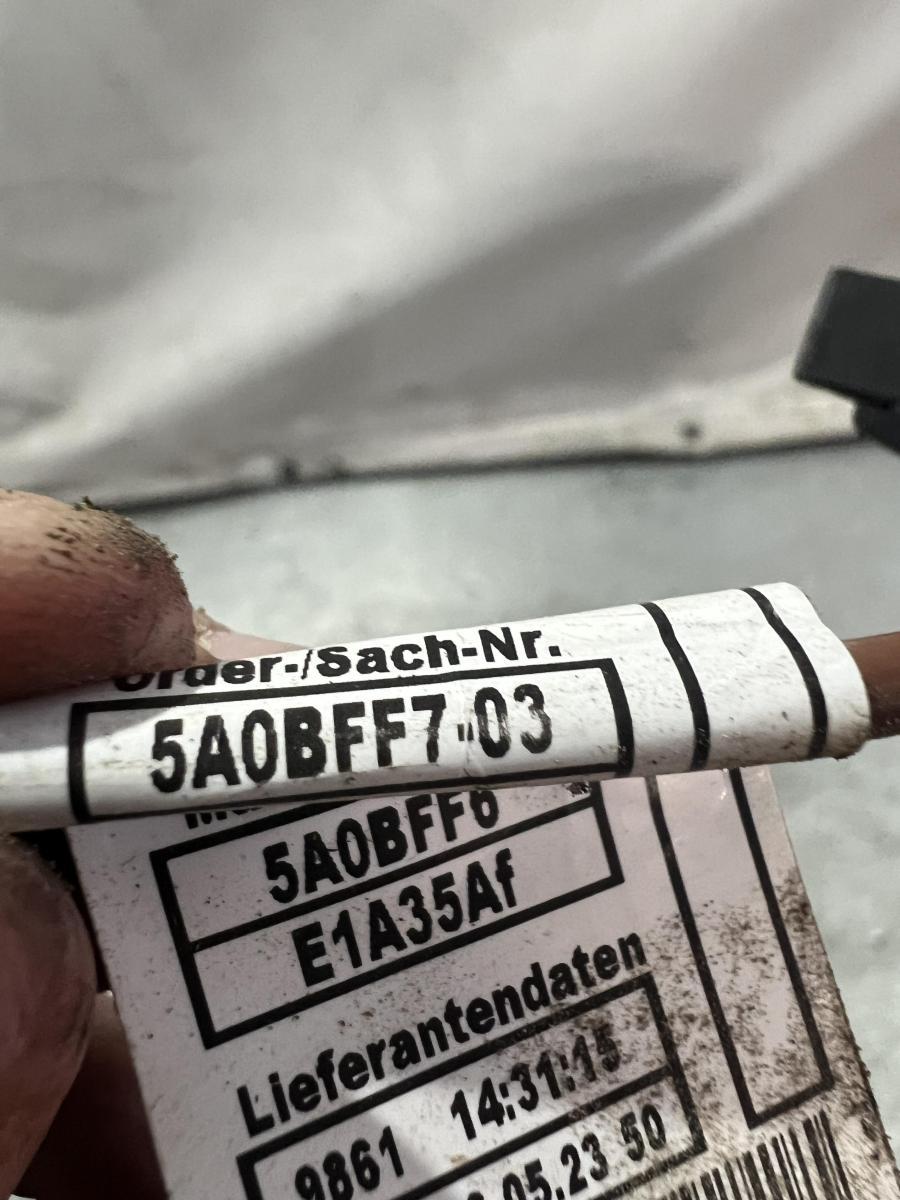 Order-/Sach-Nr.
5A0BFF7-03
5A0BFF6
E1A35Af
Lieferantendaten
9861 14:31:15
.05.23 50